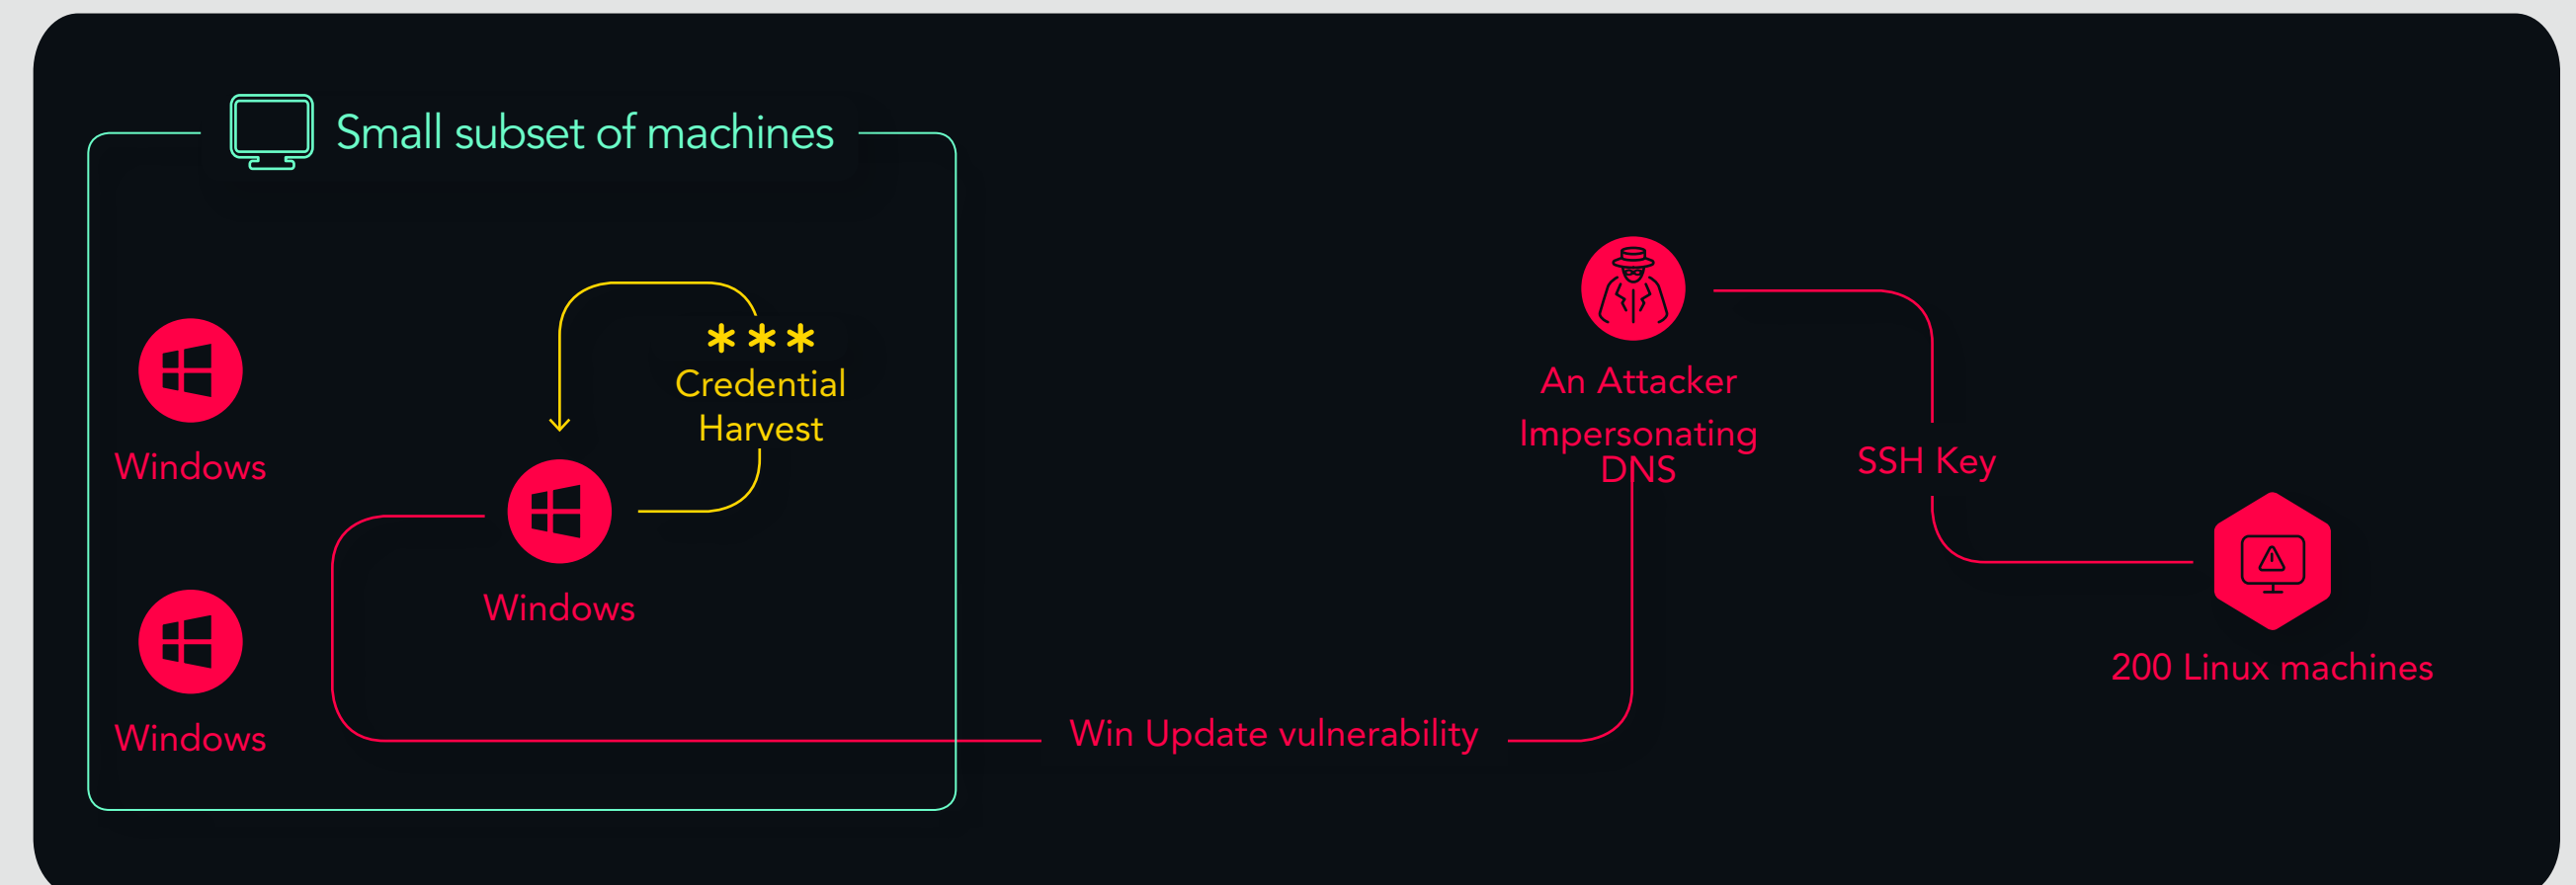 Small subset of machines
***
Credential
Harvest
Windows
Windows
Windows
Win Update vulnerability
An Attacker
Impersonating
DNS
SSH Key
200 Linux machines